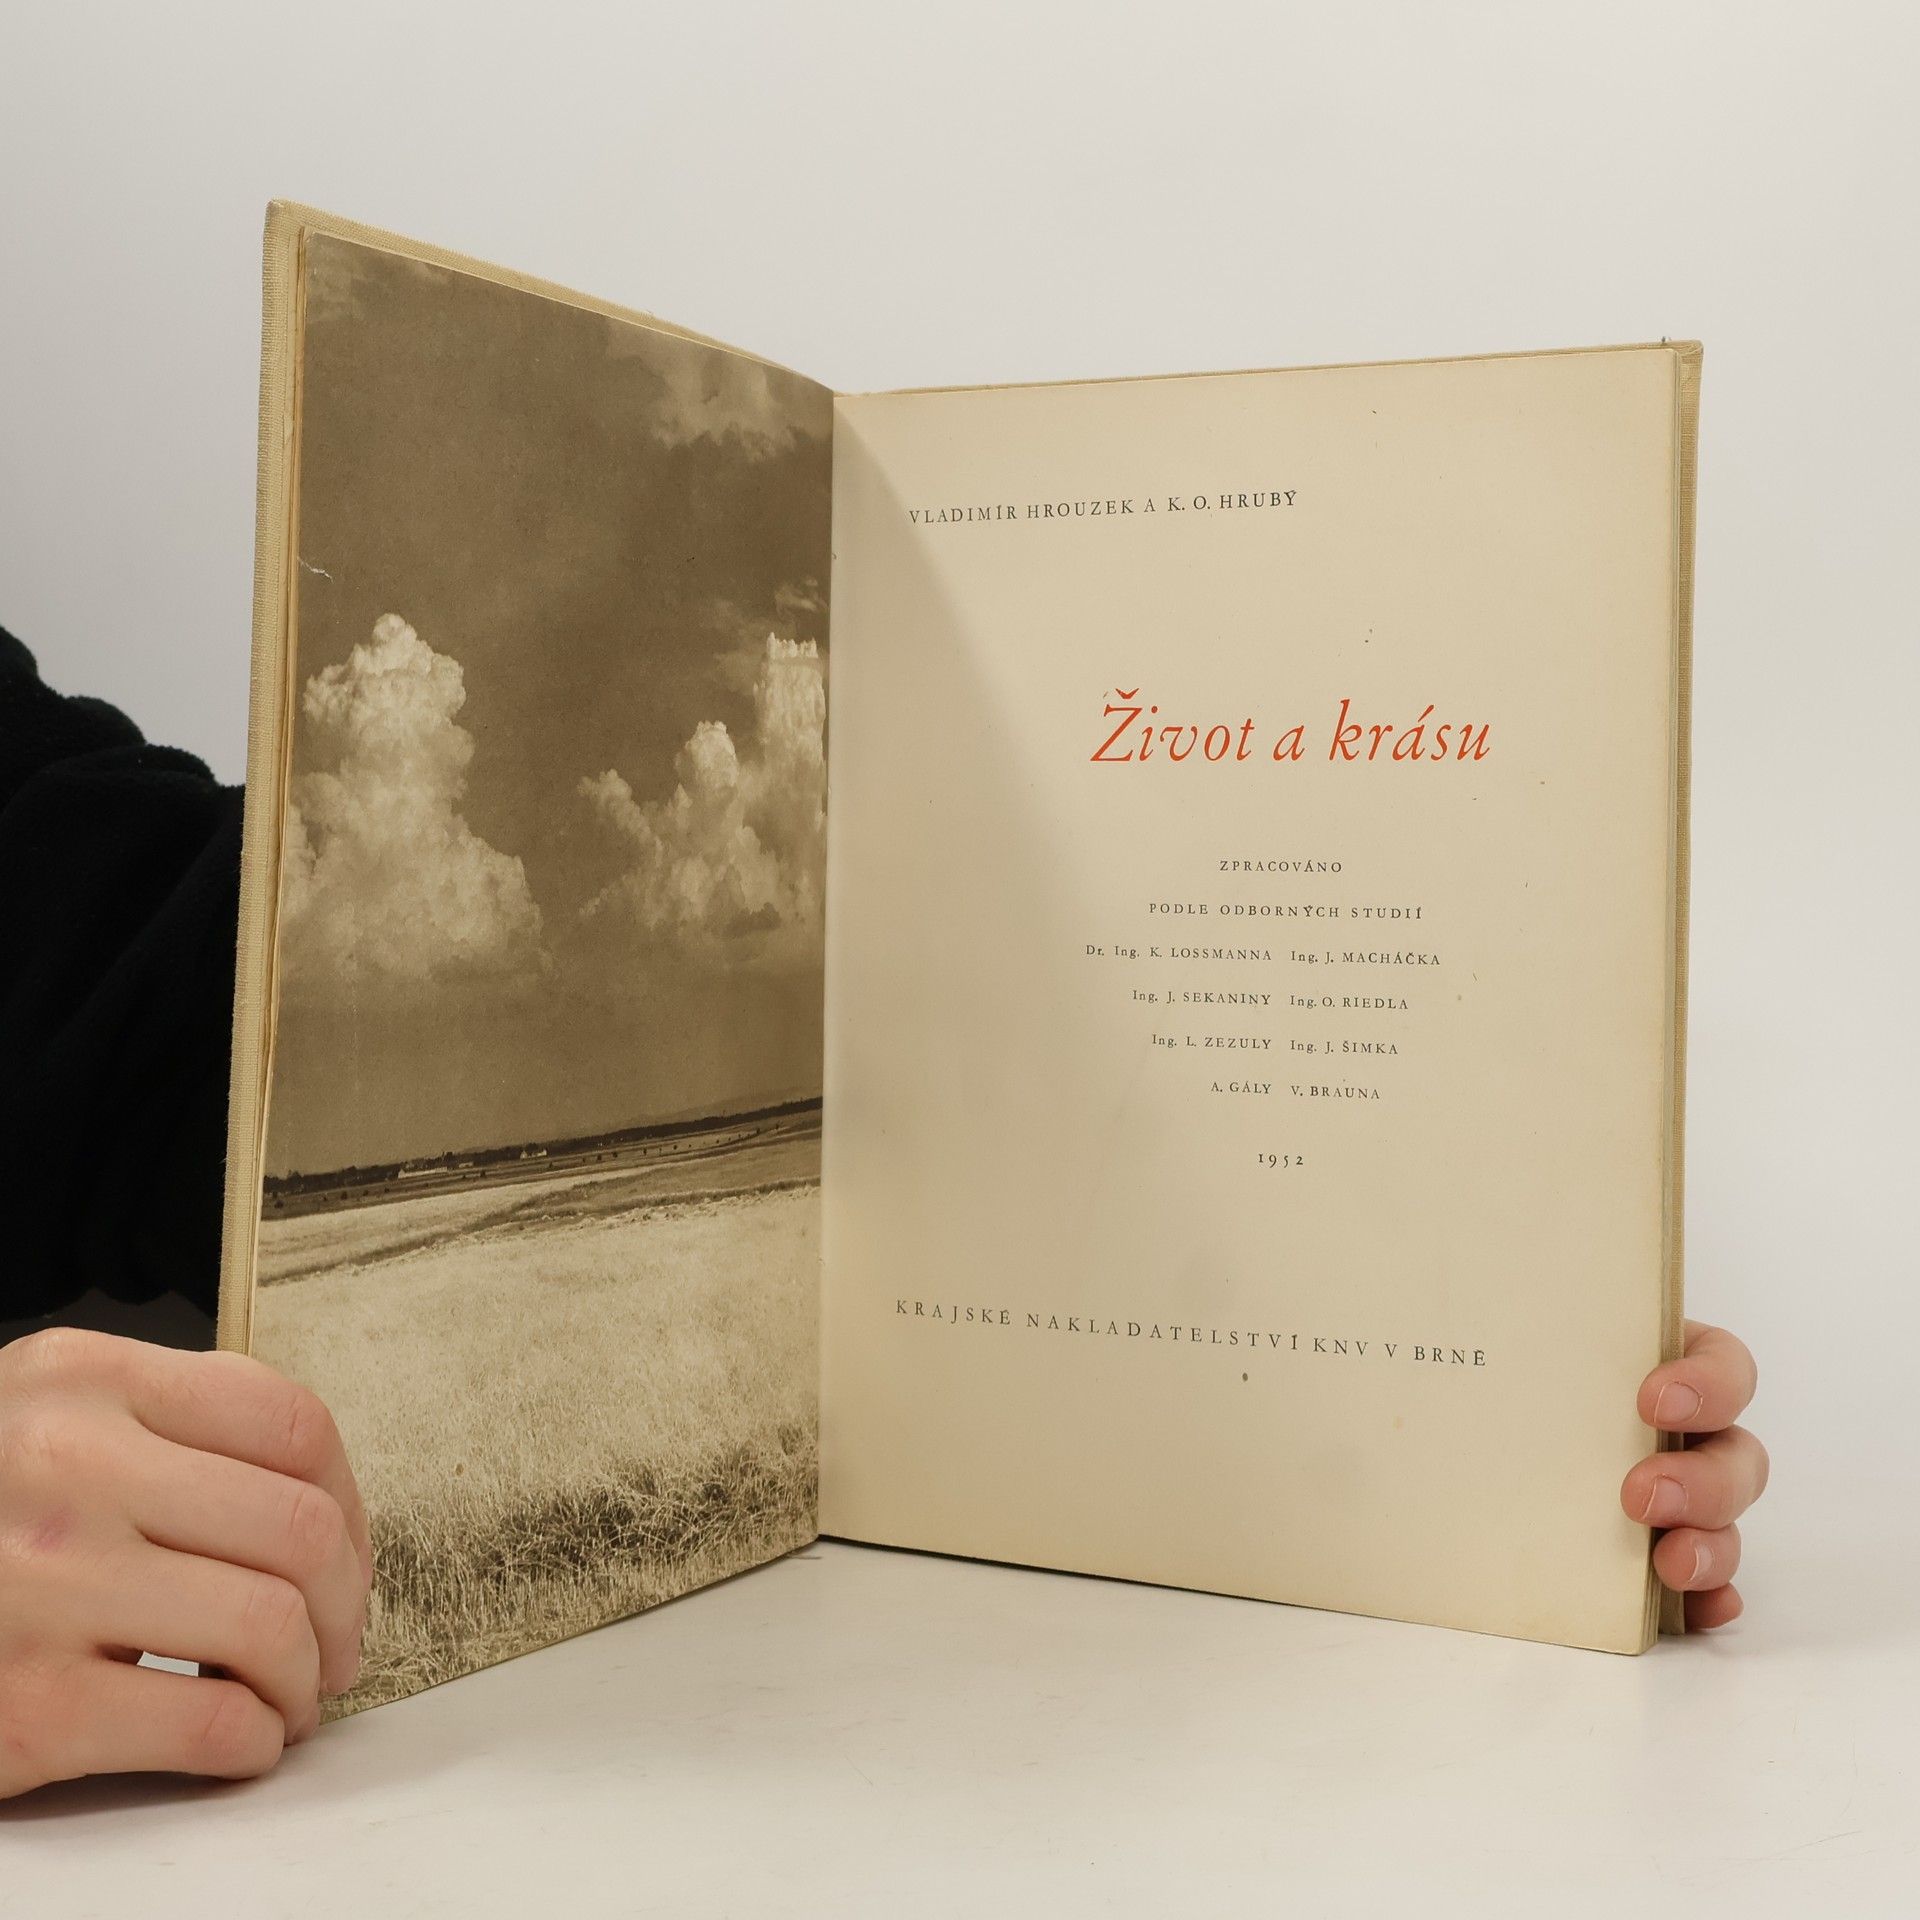 VLADIMÍR HROUZEK A K. O. HRUBÝ
Život a krásu
ZPRACOVÁNO
PODLE ODBORNÝCH STUDIÍ
Dr. Ing. K. LOSSMANNA Ing. J. MACHÁČKA
Ing. J. SEKANINY Ing. O. RIEDLA
Ing. L. ZEZULY Ing. J. ŠIMKA
A. GÁLY V. BRAUNA
1952
KRAJSKÉ NAKLADATELSTVÍ KNV V BRNĚ